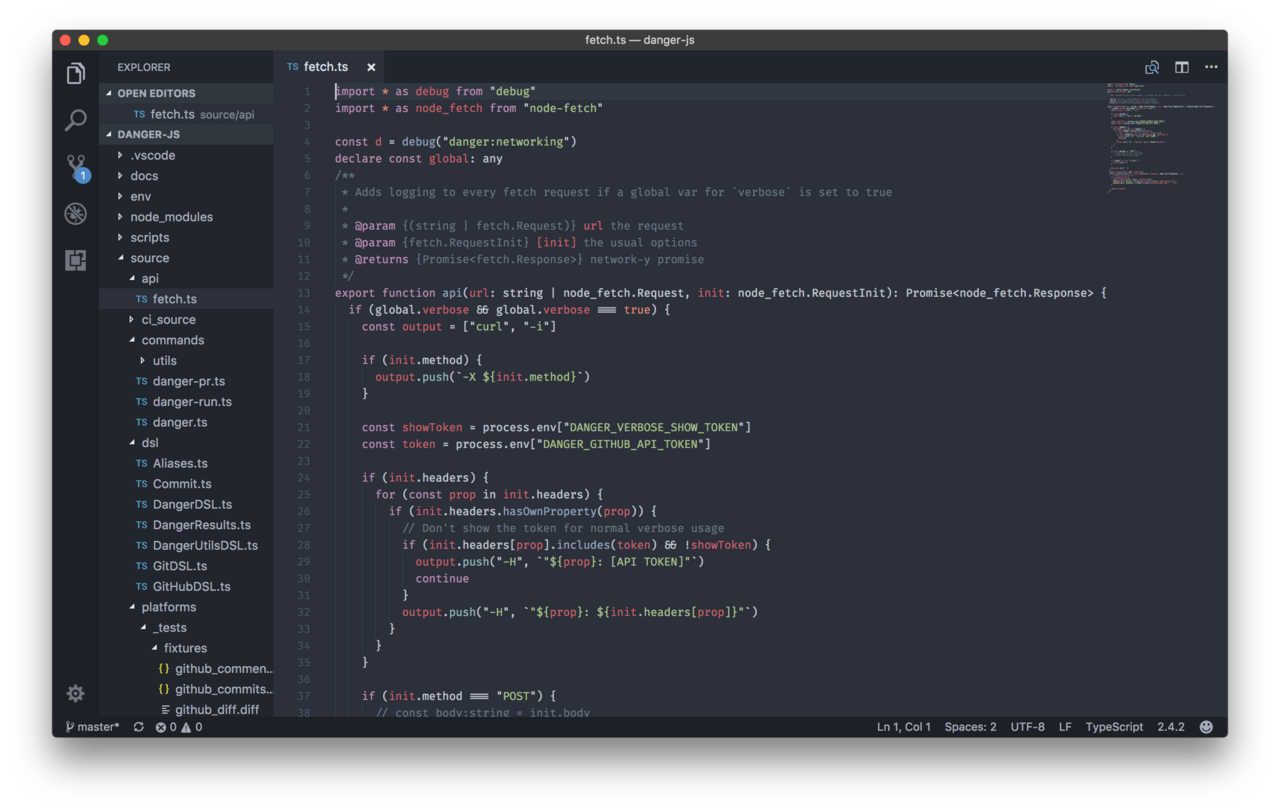 fetch.ts — danger-js
EXPLORER
OPEN EDITORS
TS fetch.ts source/api
DANGER-JS
.vscode
docs
env
node_modules
scripts
source
api
TS fetch.ts
ci_source
commands
utils
TS danger-pr.ts
TS danger-run.ts
TS danger.ts
dsl
TS Aliases.ts
TS Commit.ts
TS DangerDSL.ts
TS DangerResults.ts
TS DangerUtilsDSL.ts
TS GitDSL.ts
TS GitHubDSL.ts
platforms
_tests
fixtures
{} github_commen...
{} github_commits...
github_diff.diff
1
TS fetch.ts ×
1 import * as debug from "debug"
2 import * as node_fetch from "node-fetch"
3
4 const d = debug("danger:networking")
5 declare const global: any
6 /**
7 * Adds logging to every fetch request if a global var for `verbose` is set to true
8 *
9 * @param {(string | fetch.Request)} url the request
10 * @param {fetch.RequestInit} [init] the usual options
11 * @returns {Promise<fetch.Response>} network-y promise
12 */
13 export function api(url: string | node_fetch.Request, init: node_fetch.RequestInit): Promise<node_fetch.Response> {
14 if (global.verbose && global.verbose === true) {
15 const output = ["curl", "-i"]
16
17 if (init.method) {
18 output.push(`-X ${init.method}`)
19 }
20
21 const showToken = process.env["DANGER_VERBOSE_SHOW_TOKEN"]
22 const token = process.env["DANGER_GITHUB_API_TOKEN"]
23
24 if (init.headers) {
25 for (const prop in init.headers) {
26 if (init.headers.hasOwnProperty(prop)) {
27 // Don't show the token for normal verbose usage
28 if (init.headers[prop].includes(token) && !showToken) {
29 output.push("-H", `"${prop}: [API TOKEN]"`)
30 continue
31 }
32 output.push("-H", `"${prop}: ${init.headers[prop]}"`)
33 }
34 }
35 }
36
37 if (init.method === "POST") {
38 // const body:string = init.body
master* 0 0 Ln 1, Col 1 Spaces: 2 UTF-8 LF TypeScript 2.4.2